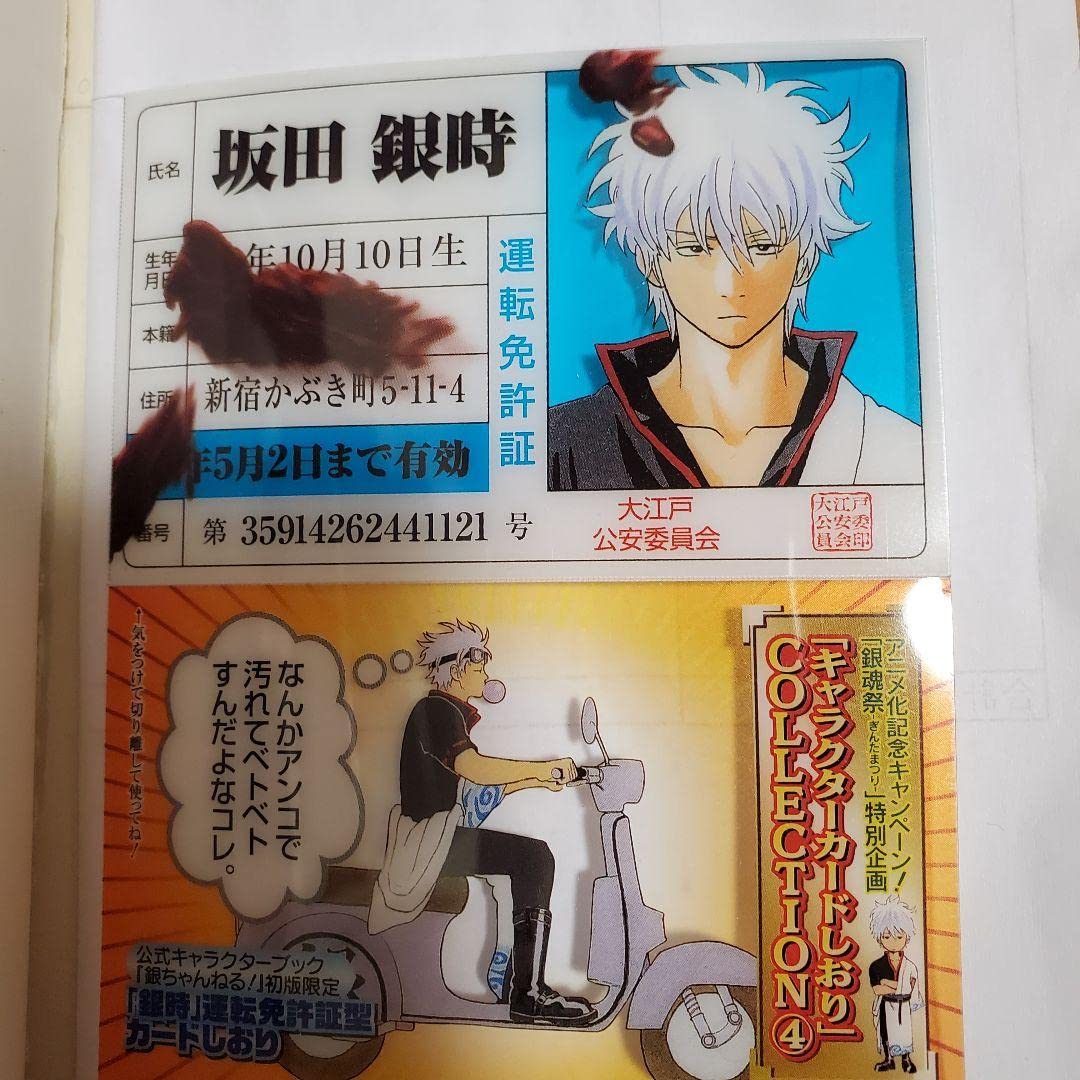 氏名
坂田 銀時
生年
月日
年10月10日生
本籍
住所
新宿かぶき町5-11-4
年5月2日まで有効
番号
第 35914262441121 号
運転免許証
大江戸
公安委員会
大江戸
公安委
員会印
↑気をつけて切り離して使ってね!
なんかアンコで
汚れてベトベト
すんだよなコレ。
アニメ化記念キャンペーン!
「銀魂祭-ぎんたまつり-」特別企画
「キャラクターカードしおり」
COLLECTION④
公式キャラクターブック
「銀ちゃんねる!」初版限定
「銀時」運転免許証型
カードしおり